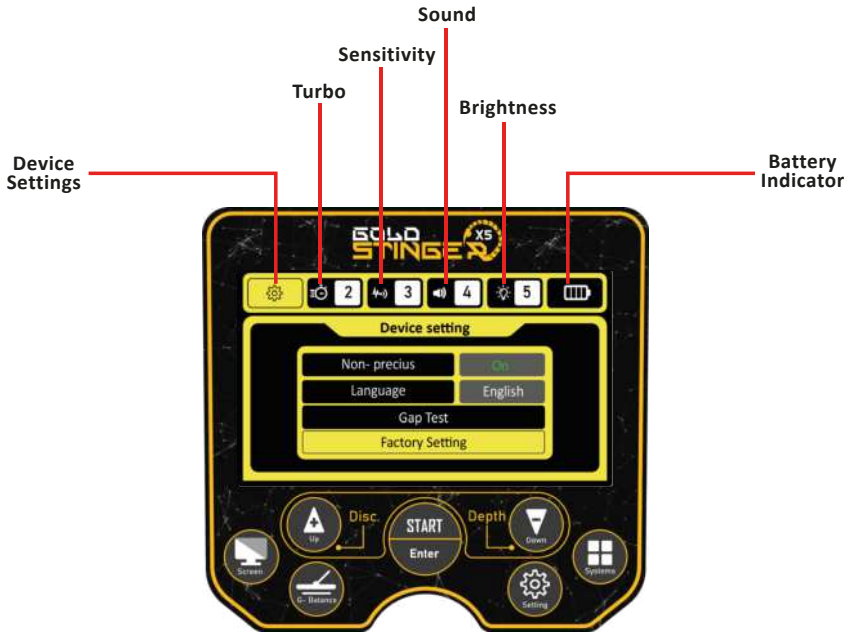 Sound
Sensitivity
Turbo
Brightness
Device
Settings
Battery
Indicator
GOLD
STINGER X5
2 3 4 5
Device setting
Non- precius On
Language English
Gap Test
Factory Setting
Up
Disc.
START
Enter
Depth
Down
Screen
G- Balance
Setting
Systems